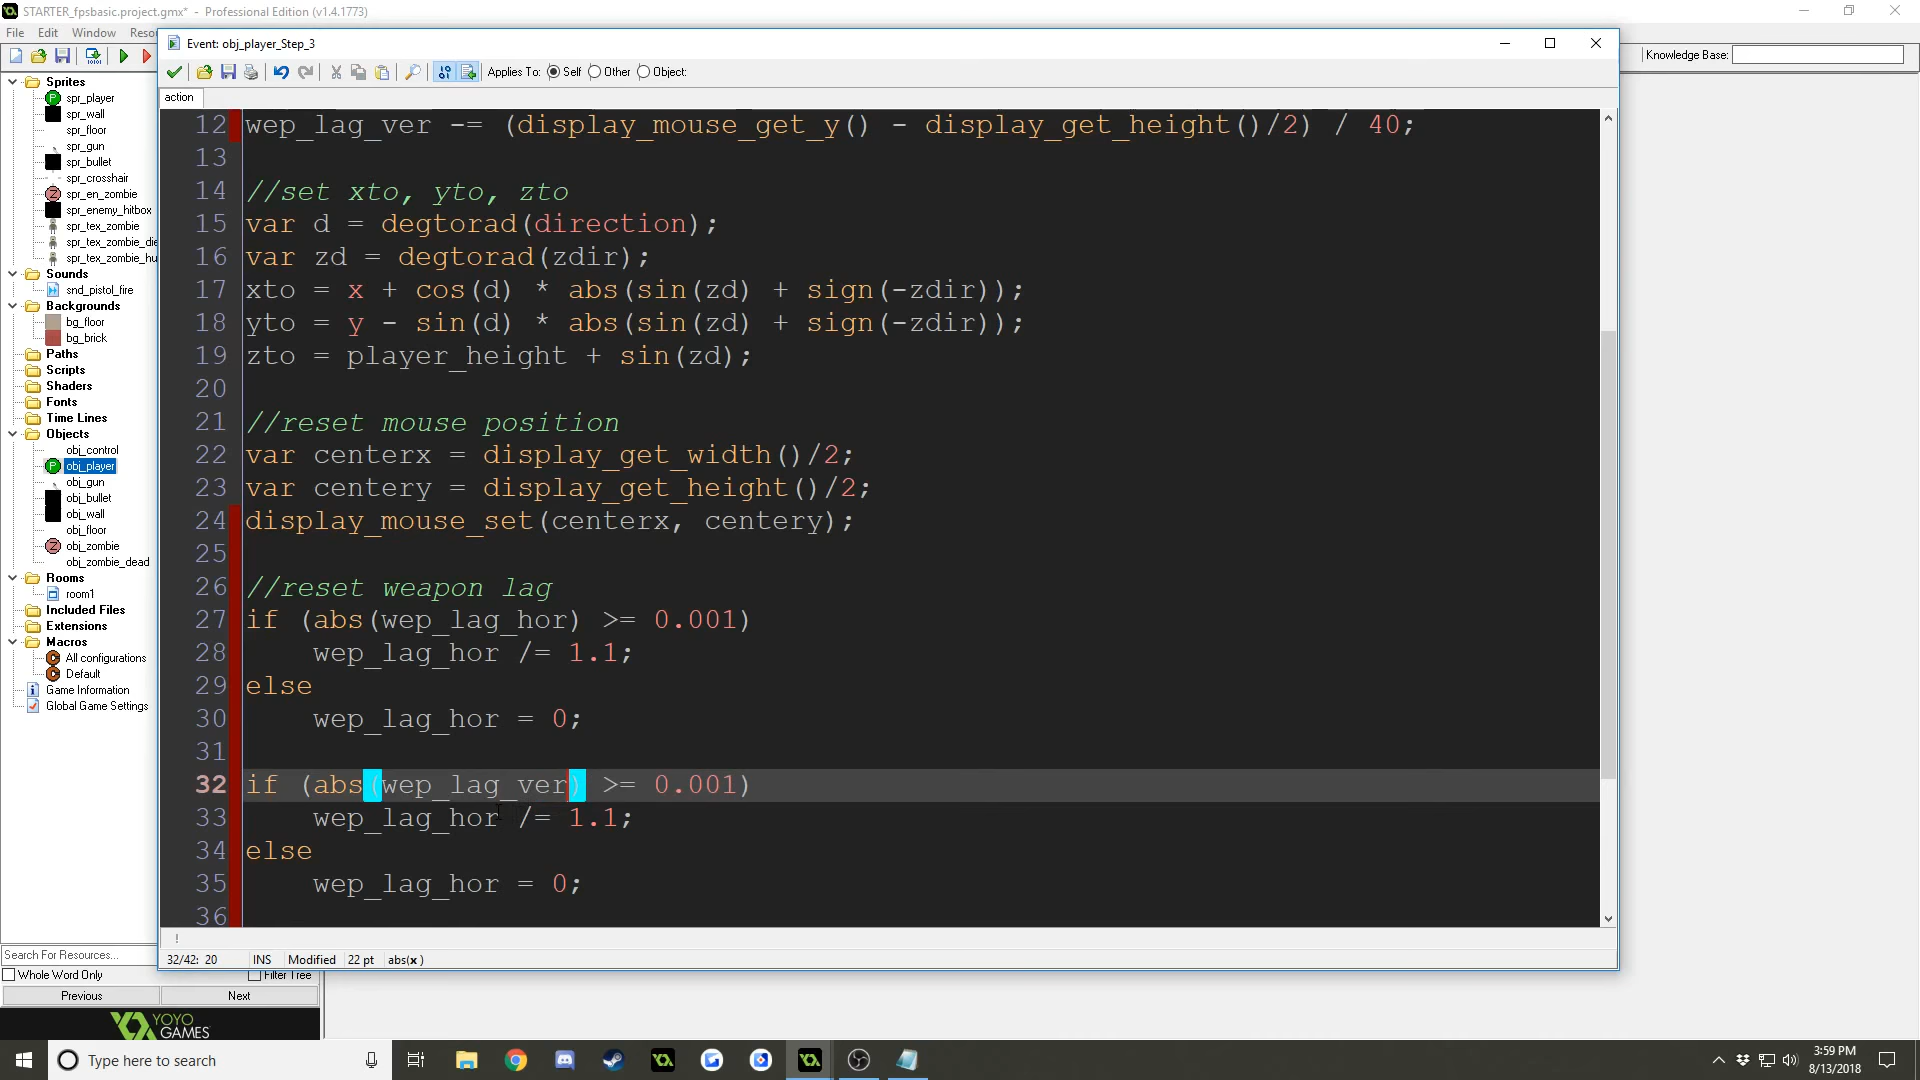 STARTER_fpsbasic.project.gmx* - Professional Edition (v1.4.1773)
File Edit Window Resou
Knowledge Base:
Event: obj_player_Step_3
Applies To: Self Other Object:
action
Sprites
spr_player
spr_wall
spr_floor
spr_gun
spr_bullet
spr_crosshair
spr_en_zombie
spr_enemy_hitbox
spr_tex_zombie
spr_tex_zombie_die
spr_tex_zombie_hu
Sounds
snd_pistol_fire
Backgrounds
bg_floor
bg_brick
Paths
Scripts
Shaders
Fonts
Time Lines
Objects
obj_control
obj_player
obj_gun
obj_bullet
obj_wall
obj_floor
obj_zombie
obj_zombie_dead
Rooms
room1
Included Files
Extensions
Macros
All configurations
Default
Game Information
Global Game Settings
12 wep_lag_ver -= (display_mouse_get_y() - display_get_height()/2) / 40;
13
14 //set xto, yto, zto
15 var d = degtorad(direction);
16 var zd = degtorad(zdir);
17 xto = x + cos(d) * abs(sin(zd) + sign(-zdir));
18 yto = y - sin(d) * abs(sin(zd) + sign(-zdir));
19 zto = player_height + sin(zd);
20
21 //reset mouse position
22 var centerx = display_get_width()/2;
23 var centery = display_get_height()/2;
24 display_mouse_set(centerx, centery);
25
26 //reset weapon lag
27 if (abs(wep_lag_hor) >= 0.001)
28 wep_lag_hor /= 1.1;
29 else
30 wep_lag_hor = 0;
31
32 if (abs(wep_lag_ver) >= 0.001)
33 wep_lag_hor /= 1.1;
34 else
35 wep_lag_hor = 0;
36
32/42: 20 INS Modified 22 pt abs(x )
Search For Resources..
Whole Word Only Filter Tree
Previous Next
YOYO
GAMES
Type here to search
3:59 PM
8/13/2018